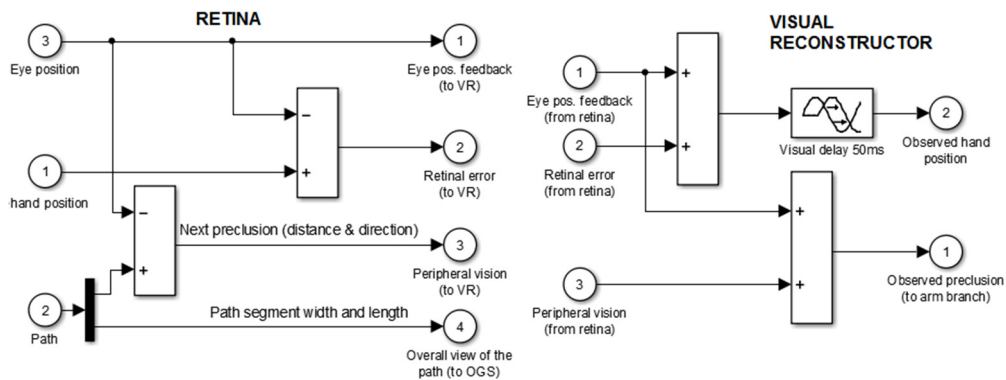 RETINA
3
Eye position
1
Eye pos. feedback
(to VR)
−
+
2
Retinal error
(to VR)
1
-hand position
−
+
Next preclusion (distance & direction)
3
Peripheral vision
(to VR)
2
Path
Path segment width and length
4
Overall view of the
path (to OGS)
VISUAL
RECONSTRUCTOR
1
Eye pos. feedback
(from retina)
2
Retinal error
(from retina)
+
+
Visual delay 50ms
2
Observed hand
position
+
+
3
Peripheral vision
(from retina)
1
Observed preclusion
(to arm branch)